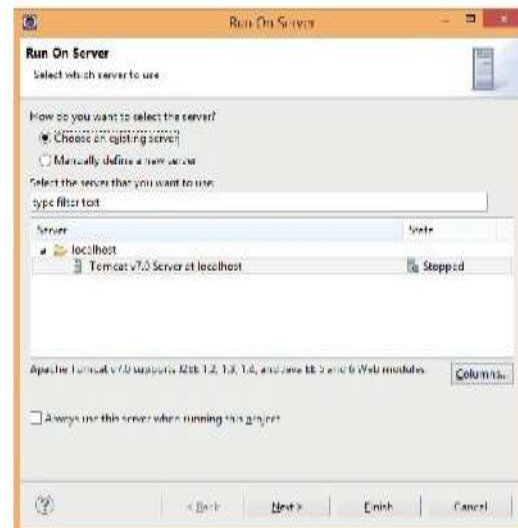 Run On Server
Run On Server
Select which server to use
How do you want to select the server?
Choose an existing server
Manually define a new server
Select the server that you want to use:
type filter text
Server State
localhost
Tomcat v7.0 Server at localhost Stopped
Apache Tomcat v7.0 supports J2EE 1.2, 1.3, 1.4, and Java EE 5 and 6 Web modules.
Columns...
Always use this server when running this project
< Back Next > Finish Cancel